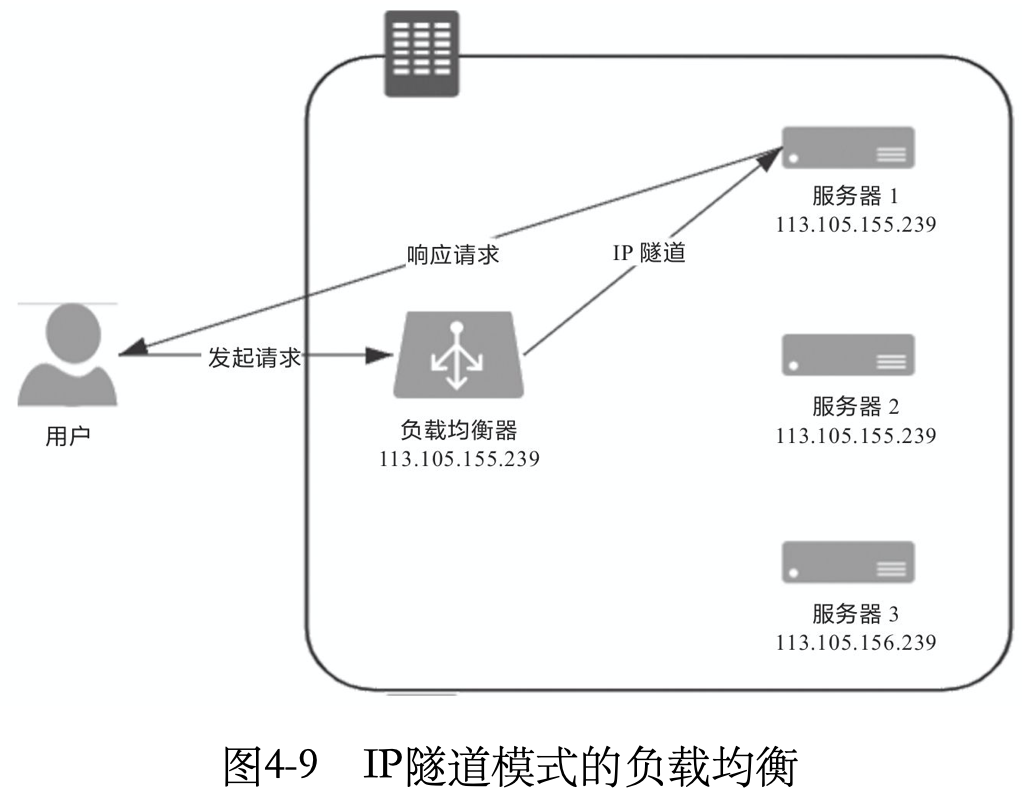 服务器 1
113.105.155.239
响应请求
IP 隧道
发起请求
服务器 2
113.105.155.239
用户
负载均衡器
113.105.155.239
服务器 3
113.105.156.239
图4-9 IP隧道模式的负载均衡